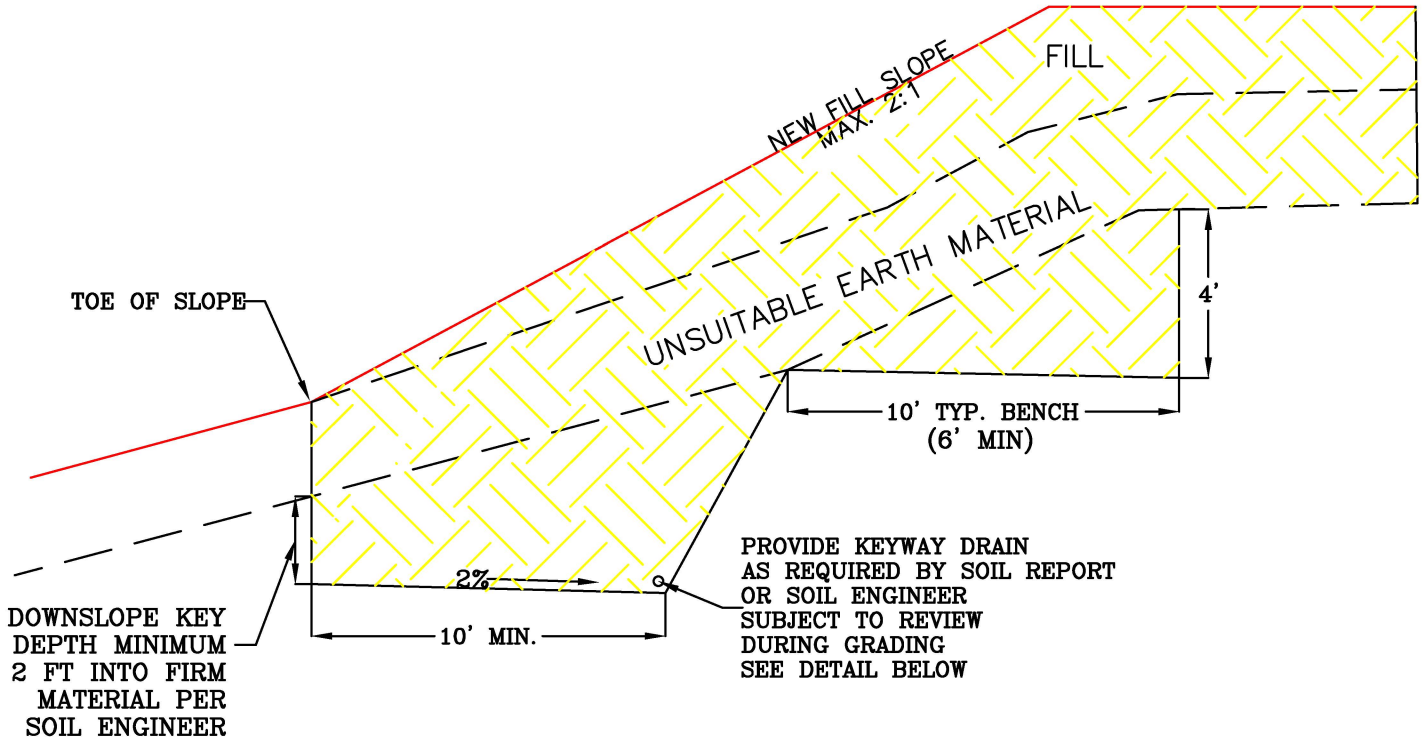 NEW FILL SLOPE
MAX. 2:1
FILL
UNSUITABLE EARTH MATERIAL
TOE OF SLOPE
4'
10' TYP. BENCH
(6' MIN)
2%
10' MIN.
DOWNSLOPE KEY
DEPTH MINIMUM
2 FT INTO FIRM
MATERIAL PER
SOIL ENGINEER
PROVIDE KEYWAY DRAIN
AS REQUIRED BY SOIL REPORT
OR SOIL ENGINEER
SUBJECT TO REVIEW
DURING GRADING
SEE DETAIL BELOW